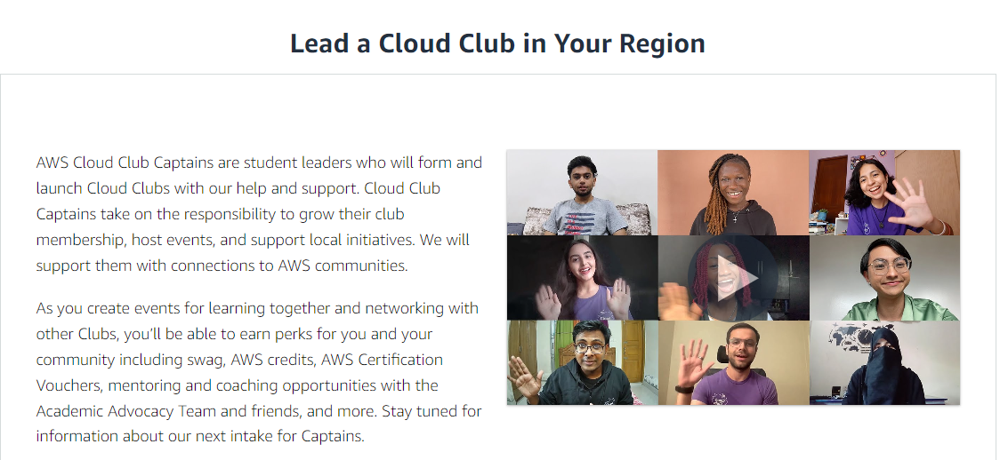 Lead a Cloud Club in Your Region
AWS Cloud Club Captains are student leaders who will form and
launch Cloud Clubs with our help and support. Cloud Club
Captains take on the responsibility to grow their club
membership, host events, and support local initiatives. We will
support them with connections to AWS communities.
As you create events for learning together and networking with
other Clubs, you’ll be able to earn perks for you and your
community including swag, AWS credits, AWS Certification
Vouchers, mentoring and coaching opportunities with the
Academic Advocacy Team and friends, and more. Stay tuned for
information about our next intake for Captains.